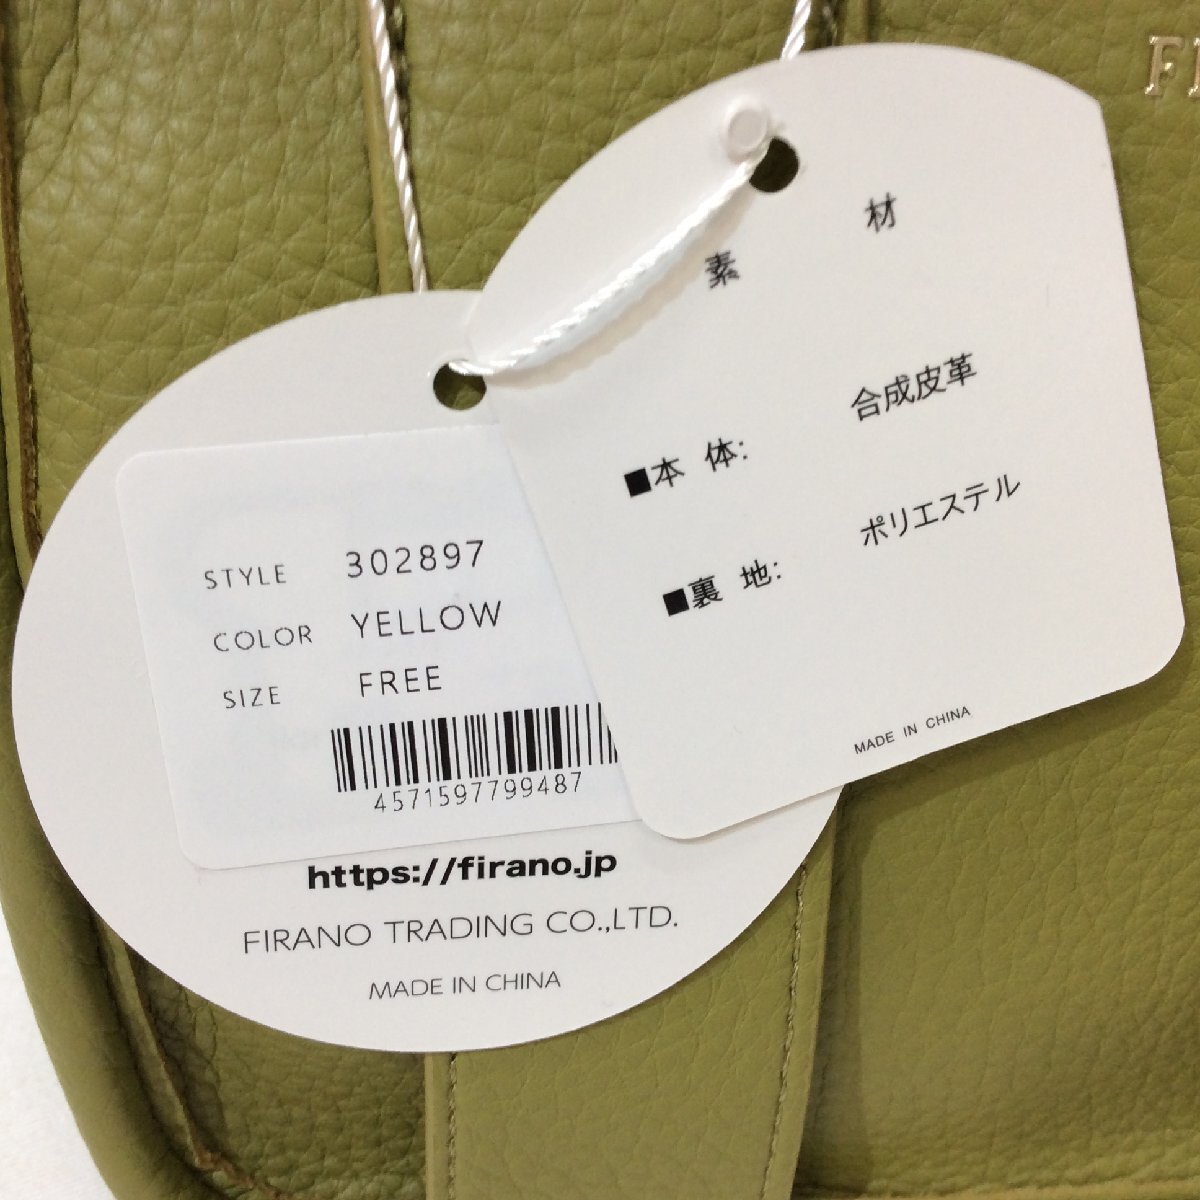 STYLE 302897
COLOR YELLOW
SIZE FREE
4571597799487
https://firano.jp
FIRANO TRADING CO.,LTD.
MADE IN CHINA
素 材
■本 体: 合成皮革
■裏 地: ポリエステル
MADE IN CHINA